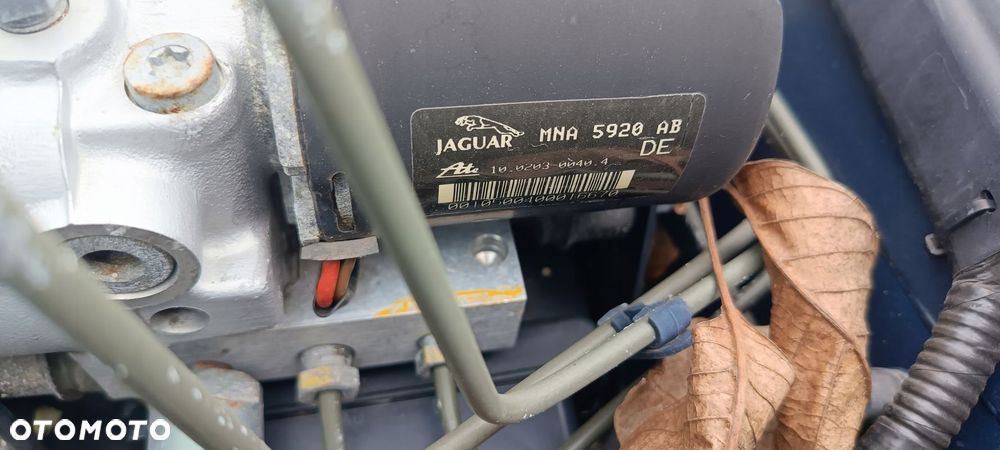 JAGUAR MNA 5920 AB
DE
Ate 10.0203-0040.4
OTOMOTO